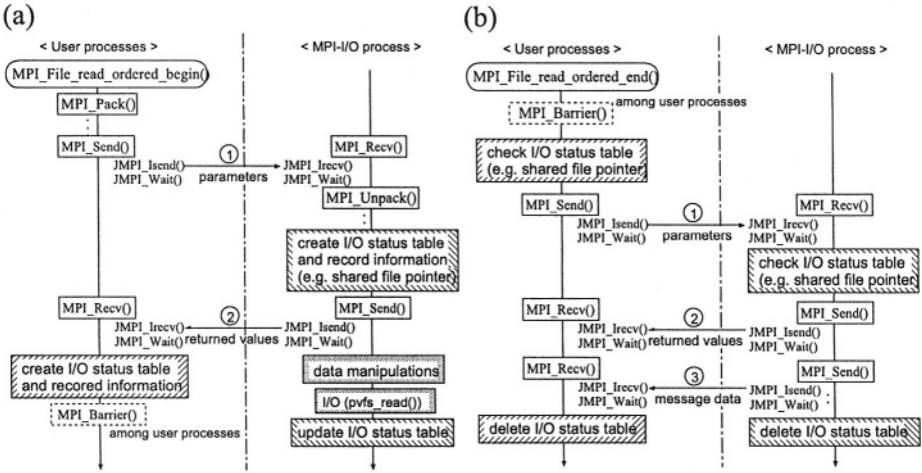 (a)
< User processes >
< MPI-I/O process >
MPI_File_read_ordered_begin()
MPI_Pack()
:
MPI_Send()
JMPI_Isend()
JMPI_Wait()
1
parameters
MPI_Recv()
JMPI_Irecv()
JMPI_Wait()
MPI_Unpack()
:
create I/O status table
and record information
(e.g. shared file pointer)
MPI_Recv()
MPI_Send()
JMPI_Irecv()
JMPI_Wait()
2
returned values
JMPI_Isend()
JMPI_Wait()
create I/O status table
and recored information
data manipulations
I/O (pvfs_read())
MPI_Barrier()
among user processes
update I/O status table
(b)
< User processes >
< MPI-I/O process >
MPI_File_read_ordered_end()
among user processes
MPI_Barrier()
check I/O status table
(e.g. shared file pointer)
MPI_Send()
MPI_Recv()
JMPI_Isend()
JMPI_Wait()
1
parameters
JMPI_Irecv()
JMPI_Wait()
check I/O status table
(e.g. shared file pointer)
MPI_Recv()
MPI_Send()
JMPI_Irecv()
JMPI_Wait()
2
returned values
JMPI_Isend()
JMPI_Wait()
MPI_Recv()
MPI_Send()
JMPI_Irecv()
JMPI_Wait()
3
message data
JMPI_Isend()
JMPI_Wait() :
delete I/O status table
delete I/O status table